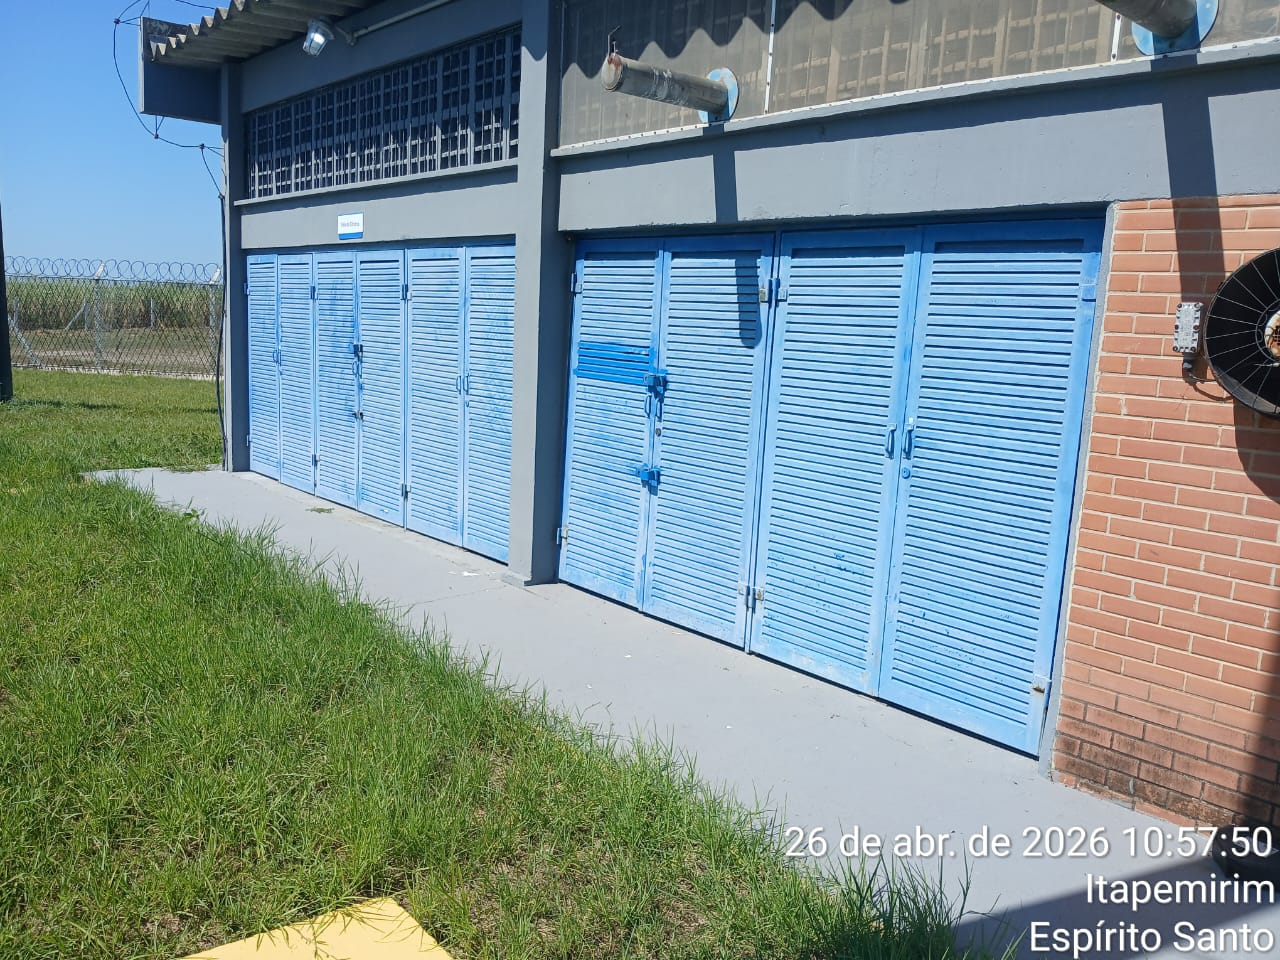 26 de abr. de 2026 10:57:50
Itapemirim
Espírito Santo